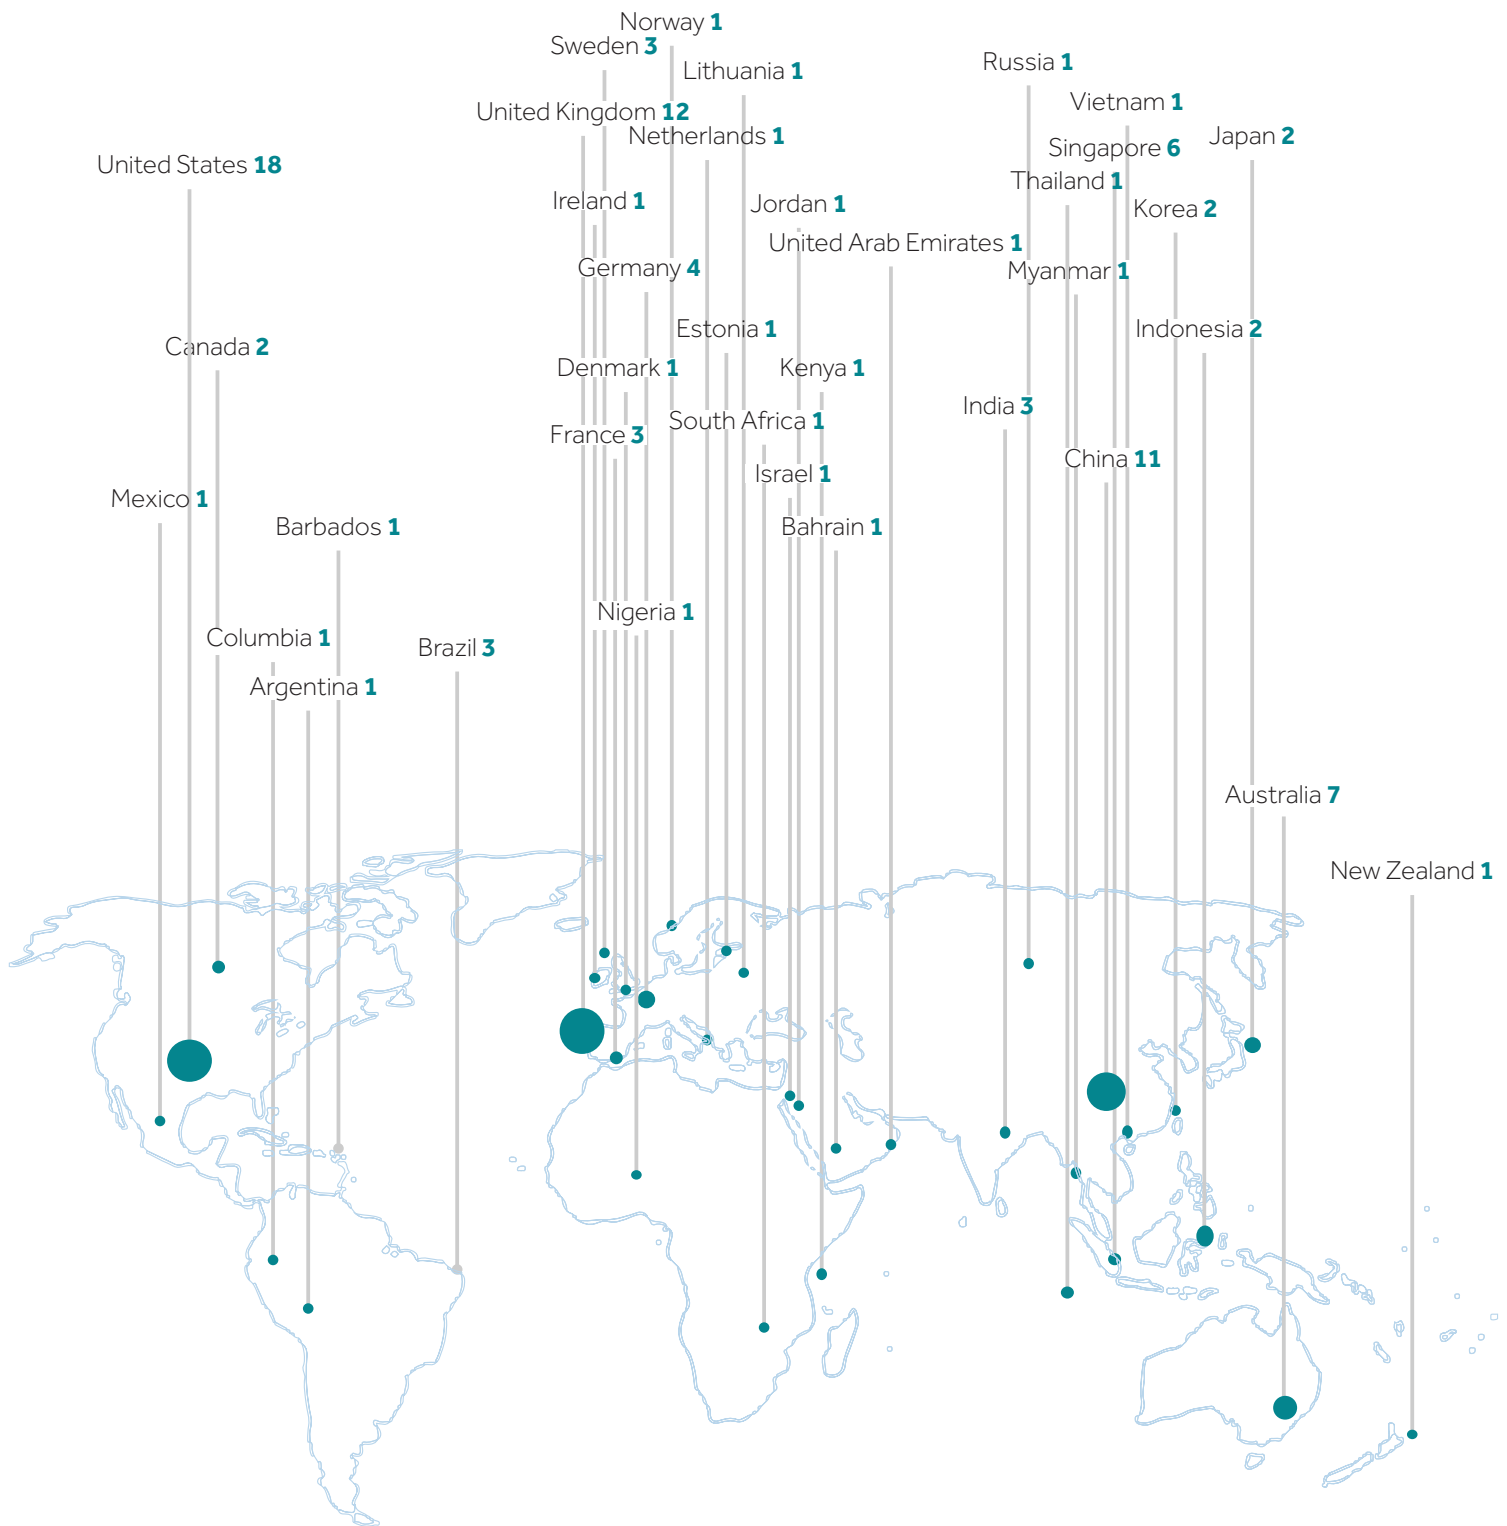 Norway 1
Sweden 3
Russia 1
Lithuania 1
Vietnam 1
United Kingdom 12
Netherlands 1
Japan 2
Singapore 6
United States 18
Thailand 1
Ireland 1
Jordan 1
Korea 2
United Arab Emirates 1
Germany 4
Myanmar 1
Estonia 1
Indonesia 2
Canada 2
Denmark 1
Kenya 1
India 3
South Africa 1
France 3
China 11
Israel 1
Mexico 1
Barbados 1
Bahrain 1
Nigeria 1
Columbia 1
Brazil 3
Argentina 1
Australia 7
New Zealand 1